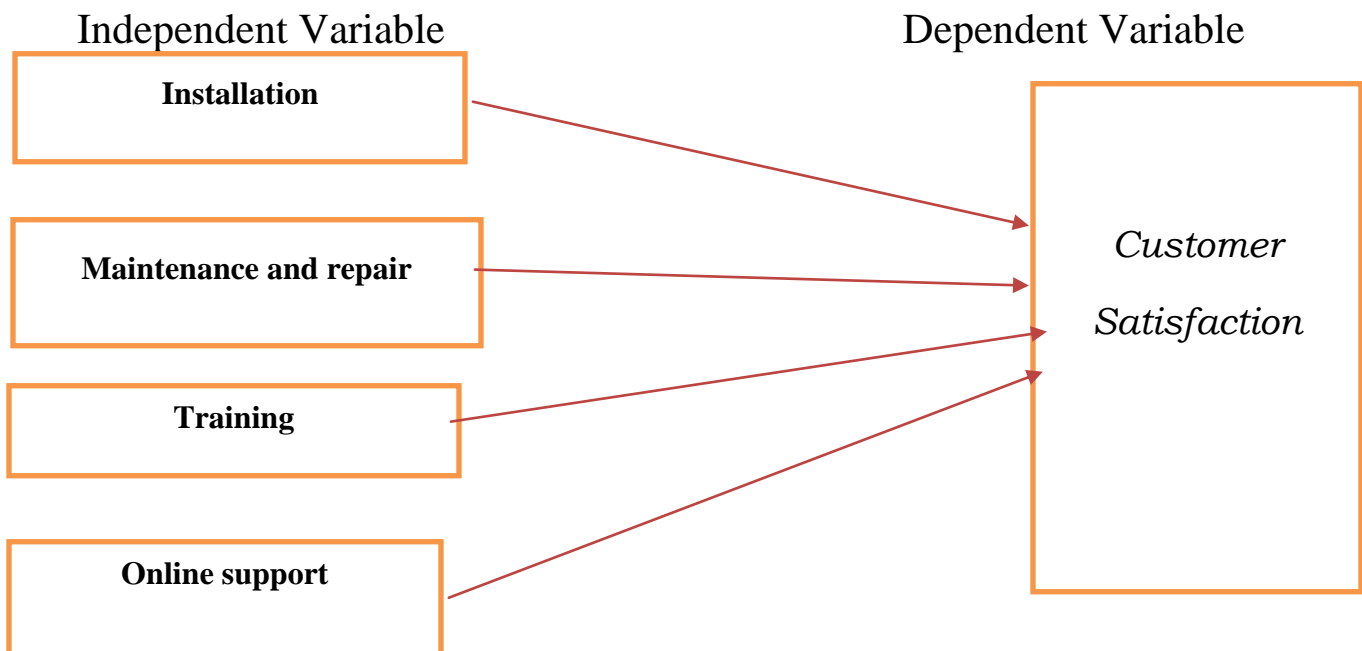 Independent Variable
Dependent Variable
Installation
Maintenance and repair
Training
Online support
Customer
Satisfaction